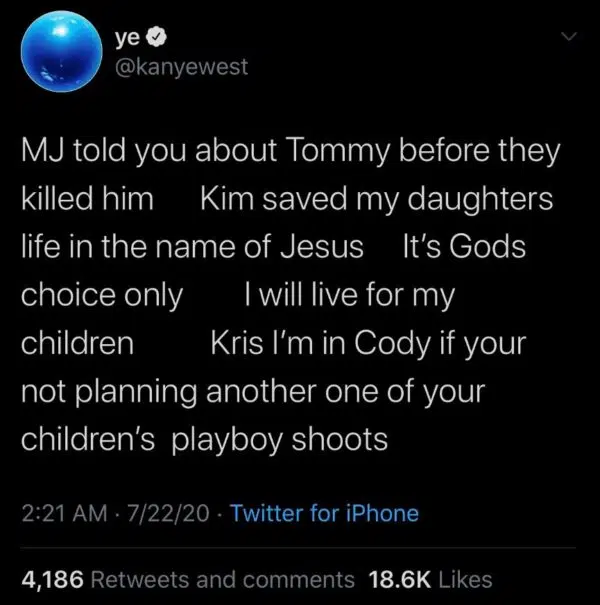 ye
@kanyewest
MJ told you about Tommy before they
killed him Kim saved my daughters
life in the name of Jesus It's Gods
choice only I will live for my
children Kris I'm in Cody if your
not planning another one of your
children's playboy shoots
2:21 AM · 7/22/20 · Twitter for iPhone
4,186 Retweets and comments 18.6K Likes